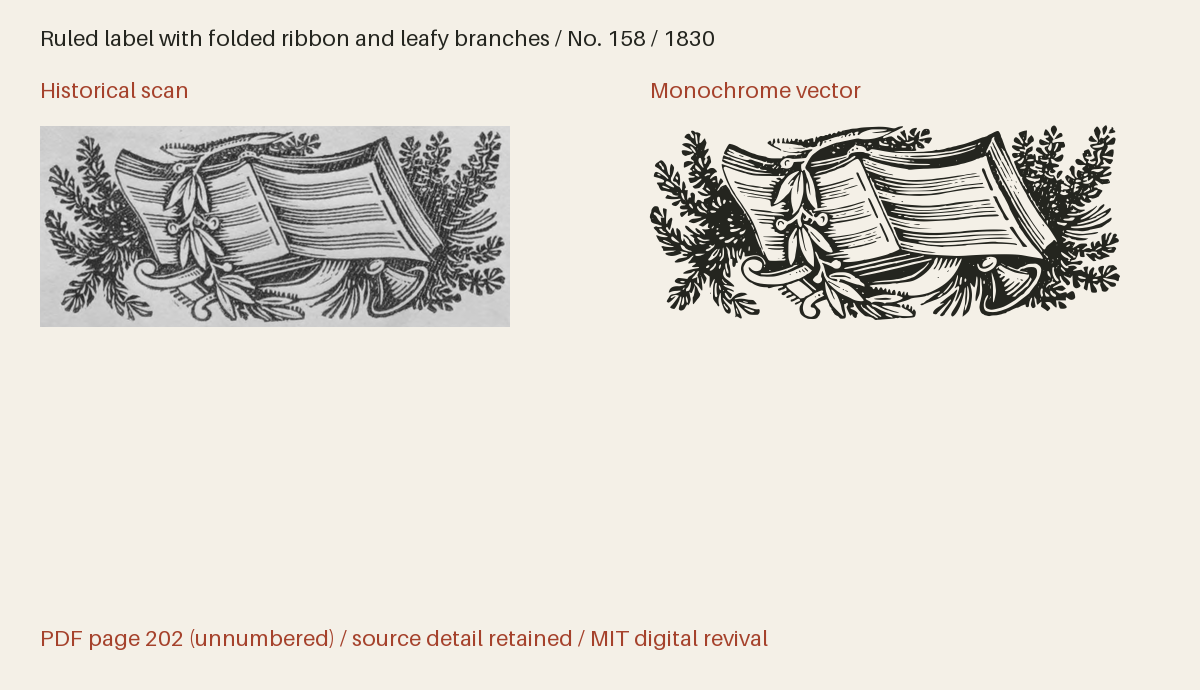 Ruled label with folded ribbon and leafy branches / No. 158 / 1830
Historical scan
Monochrome vector
PDF page 202 (unnumbered) / source detail retained / MIT digital revival